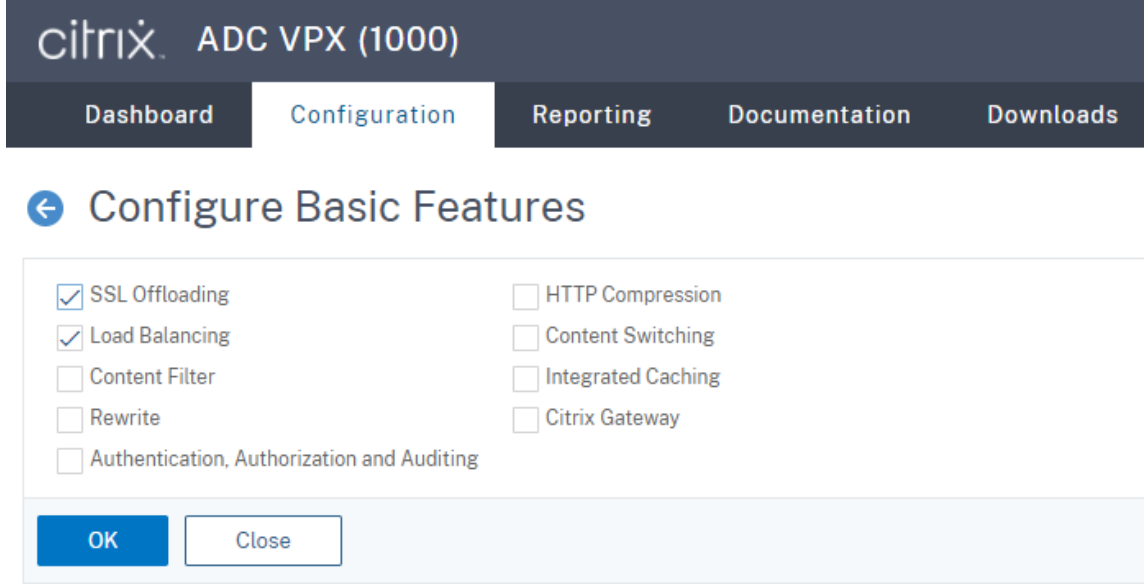 citrix. ADC VPX (1000)
Dashboard Configuration Reporting Documentation Downloads
Configure Basic Features
SSL Offloading HTTP Compression
Load Balancing Content Switching
Content Filter Integrated Caching
Rewrite Citrix Gateway
Authentication, Authorization and Auditing
OK Close